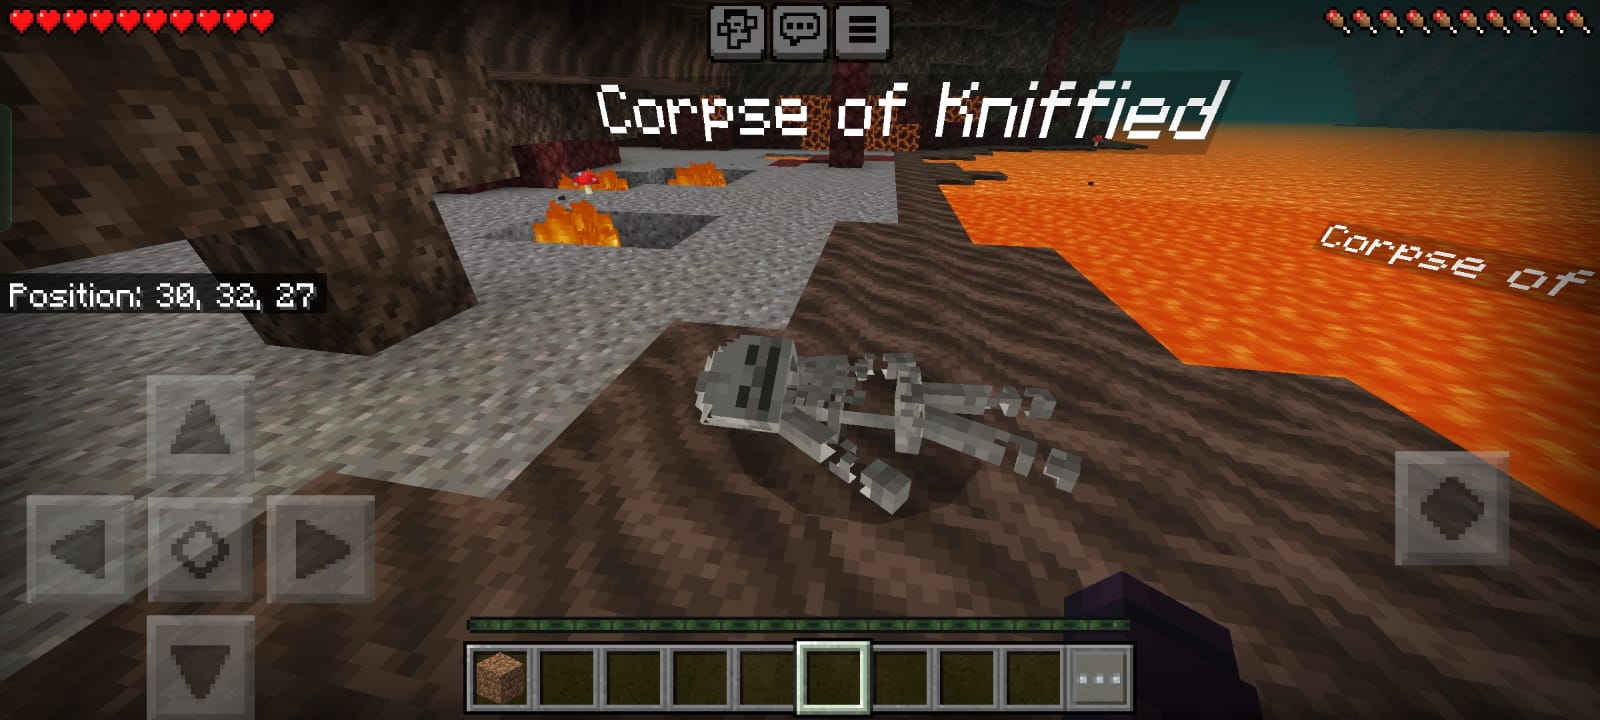 Corpse of Kniffied
Corpse of
Position: 30, 32, 27